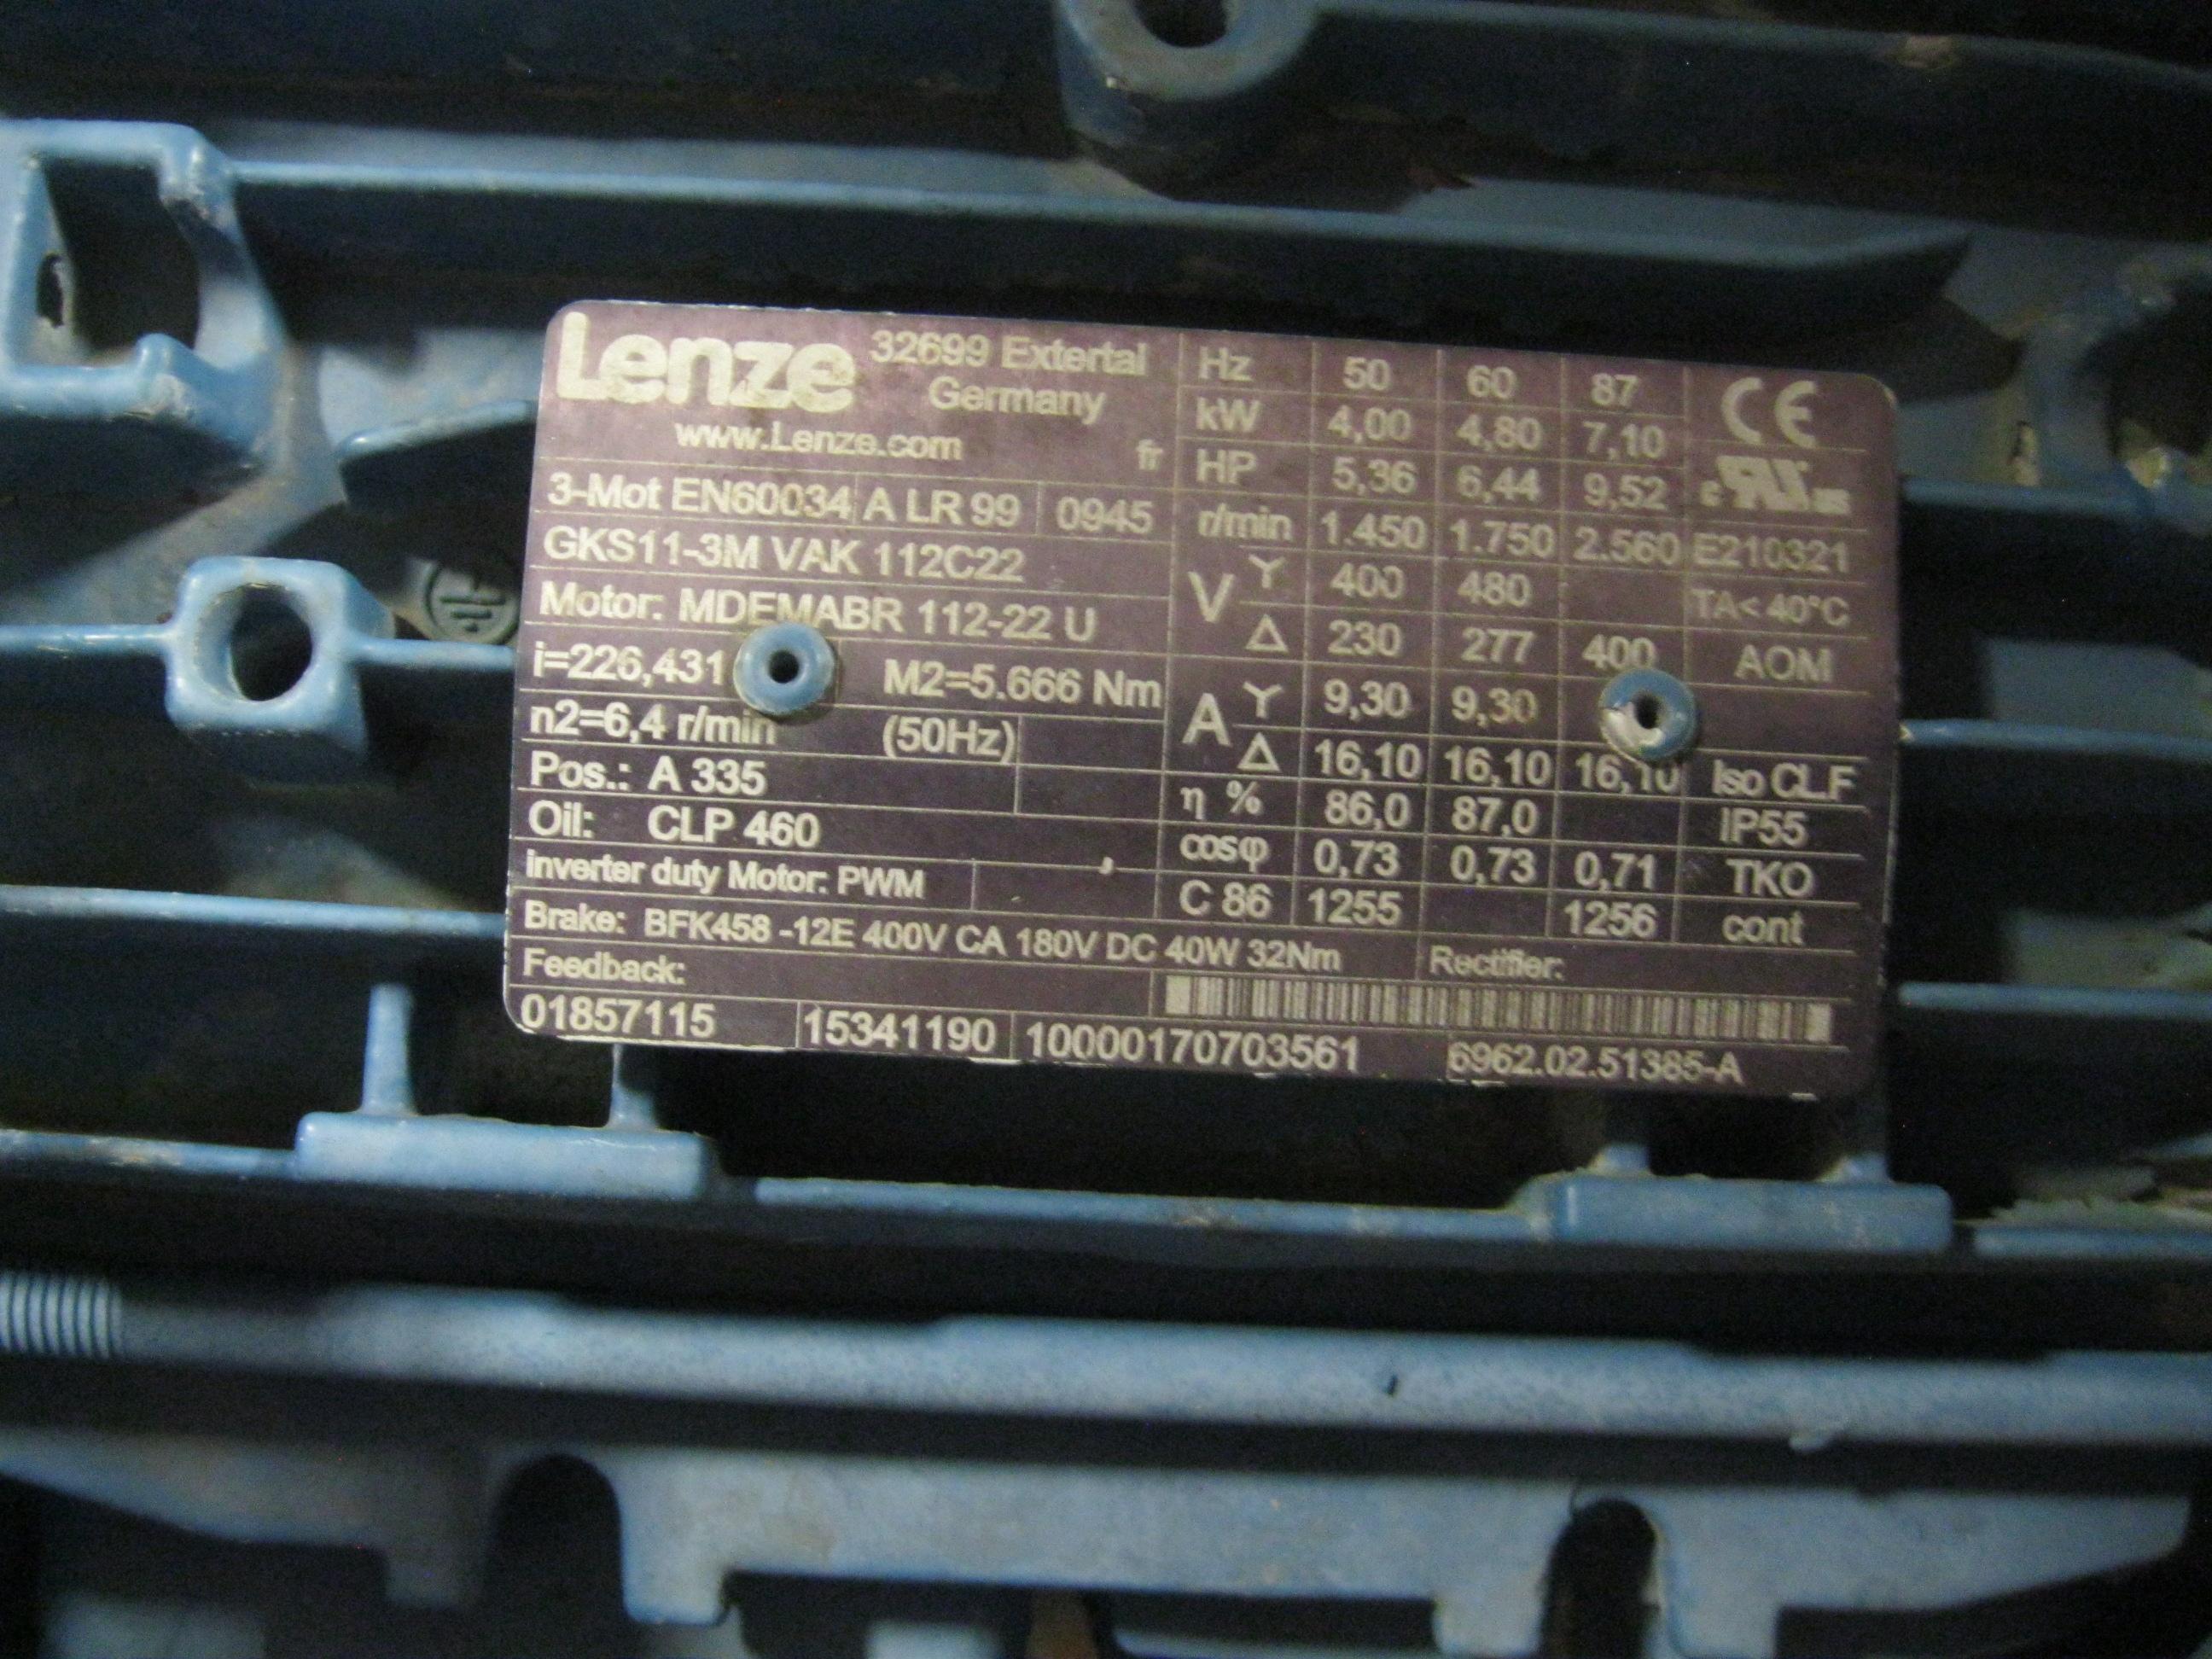 Lenze 32699 Extertal
Germany
www.Lenze.com fr
3-Mot EN60034 A LR 99 0945
GKS11-3M VAK 112C22
Motor: MDEMABR 112-22 U
i=226,431 M2=5.666 Nm
n2=6,4 r/min (50Hz)
Pos.: A 335
Oil: CLP 460
inverter duty Motor: PWM
Hz 50 60 87
kW 4,00 4,80 7,10
HP 5,36 6,44 9,52
r/min 1.450 1.750 2.560
V Y 400 480
Δ 230 277 400
A Y 9,30 9,30
Δ 16,10 16,10 16,10
η % 86,0 87,0
cosφ 0,73 0,73 0,71
C 86 1255 1256
CE
c RU us
E210321
TA< 40°C
AOM
Iso CLF
IP55
TKO
cont
Brake: BFK458 -12E 400V CA 180V DC 40W 32Nm Rectifier:
Feedback:
01857115 15341190 10000170703561 6962.02.51385-A